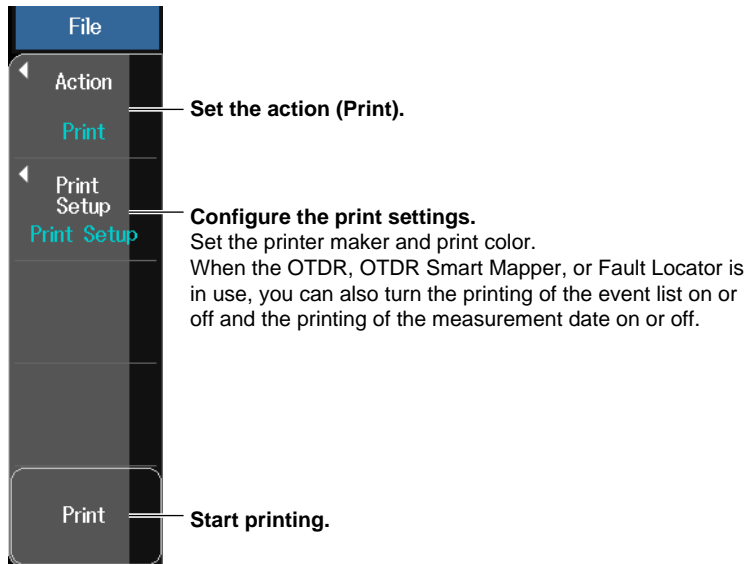 File
Action
Print
Set the action (Print).
Print
Setup
Print Setup
Configure the print settings.
Set the printer maker and print color.
When the OTDR, OTDR Smart Mapper, or Fault Locator is
in use, you can also turn the printing of the event list on or
off and the printing of the measurement date on or off.
Print
Start printing.